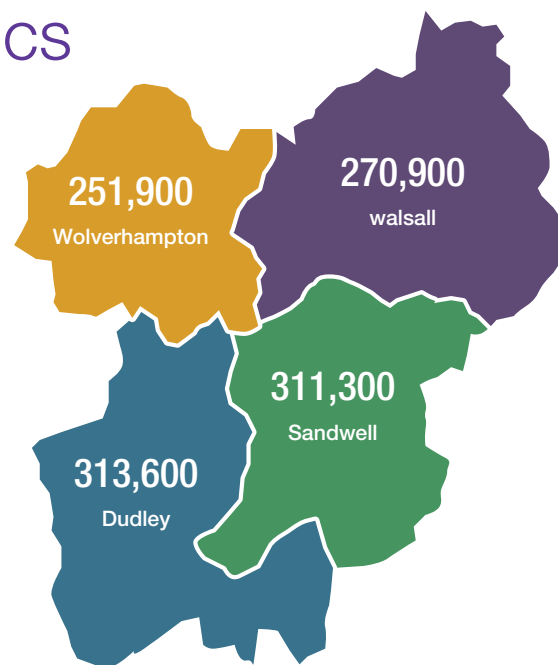 CS
251,900
Wolverhampton
270,900
walsall
311,300
Sandwell
313,600
Dudley